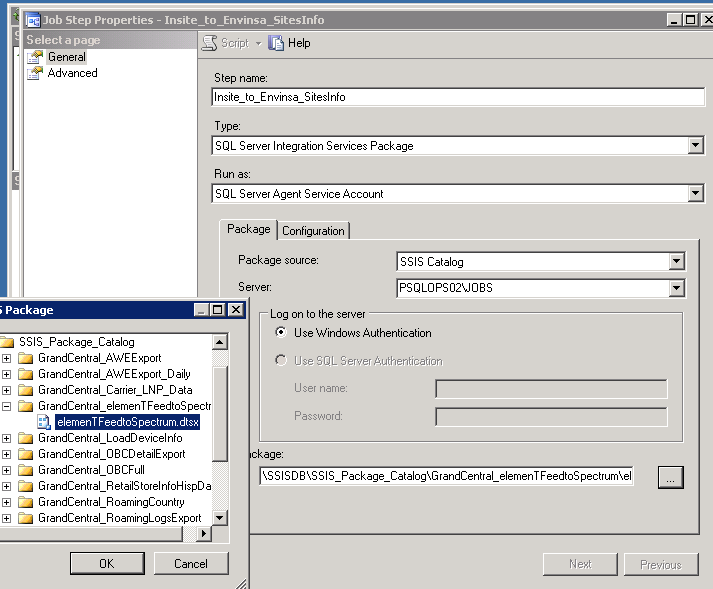 Job Step Properties - Insite_to_Envinsa_SitesInfo
Select a page
General
Advanced
Script
Help
Step name:
Insite_to_Envinsa_SitesInfo
Type:
SQL Server Integration Services Package
Run as:
SQL Server Agent Service Account
Package
Configuration
Package source:
SSIS Catalog
Server:
PSQLOPS02\JOBS
Log on to the server
Use Windows Authentication
Use SQL Server Authentication
User name:
Password:
ckage:
\SSISDB\SSIS_Package_Catalog\GrandCentral_elemenTFeedtoSpectrum\el
...
Next
Previous
S Package
SSIS_Package_Catalog
GrandCentral_AWEExport
GrandCentral_AWEExport_Daily
GrandCentral_Carrier_LNP_Data
GrandCentral_elemenTFeedtoSpectr
elemenTFeedtoSpectrum.dtsx
GrandCentral_LoadDeviceInfo
GrandCentral_OBCDetailExport
GrandCentral_OBCFull
GrandCentral_RetailStoreInfoHispDa
GrandCentral_RoamingCountry
GrandCentral_RoamingLogsExport
OK
Cancel